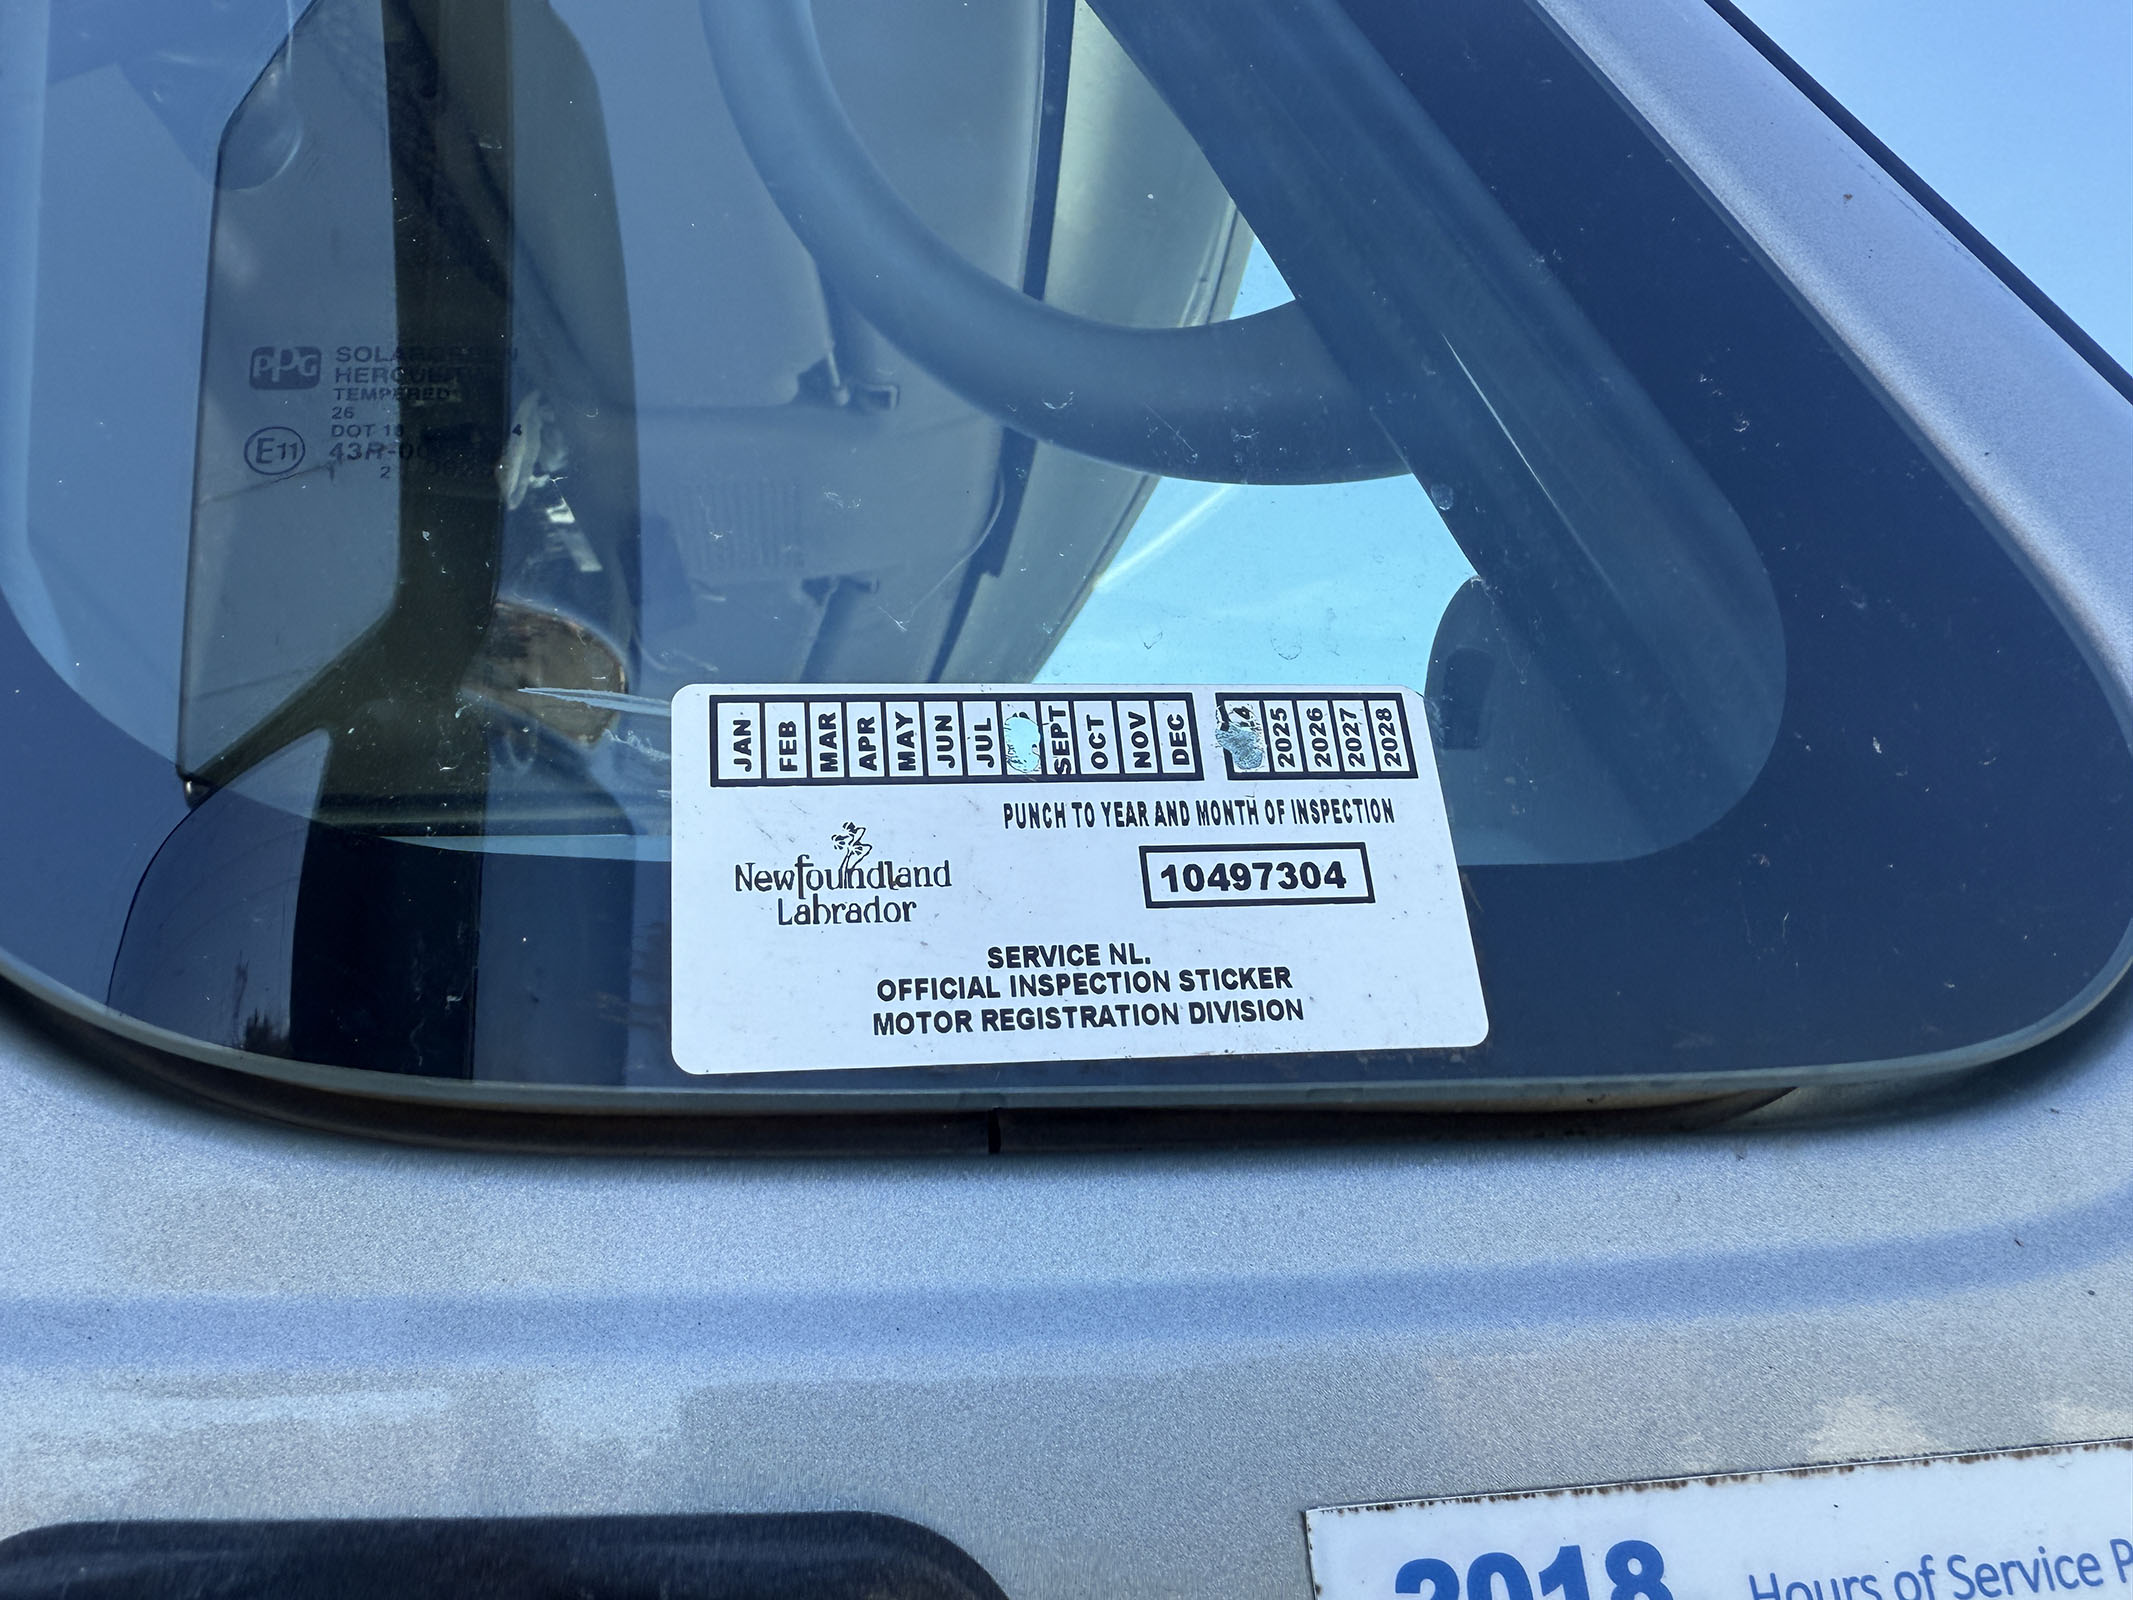 PPG
TEMPERED
26
DOT
E11
JAN FEB MAR APR MAY JUN JUL SEPT OCT NOV DEC 2025 2026 2027 2028
PUNCH TO YEAR AND MONTH OF INSPECTION
Newfoundland
Labrador
10497304
SERVICE NL.
OFFICIAL INSPECTION STICKER
MOTOR REGISTRATION DIVISION
2018 Hours of Service